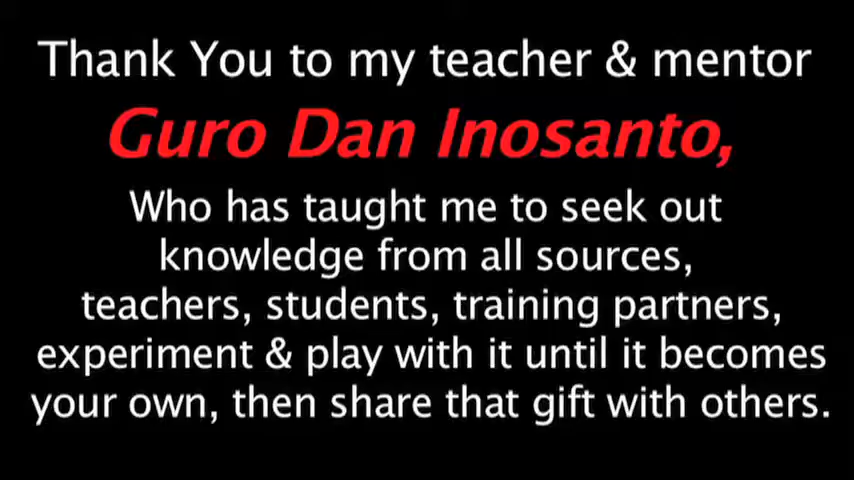 Thank You to my teacher & mentor
Guro Dan Inosanto,
Who has taught me to seek out
knowledge from all sources,
teachers, students, training partners,
experiment & play with it until it becomes
your own, then share that gift with others.